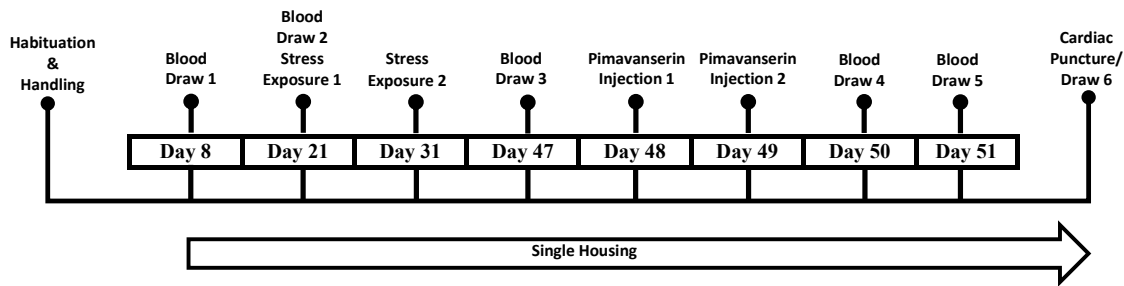 Habituation
&
Handling
Blood
Draw 1
Blood
Draw 2
Stress
Exposure 1
Stress
Exposure 2
Blood
Draw 3
Pimavanserin
Injection 1
Pimavanserin
Injection 2
Blood
Draw 4
Blood
Draw 5
Cardiac
Puncture/
Draw 6
Day 8
Day 21
Day 31
Day 47
Day 48
Day 49
Day 50
Day 51
Single Housing